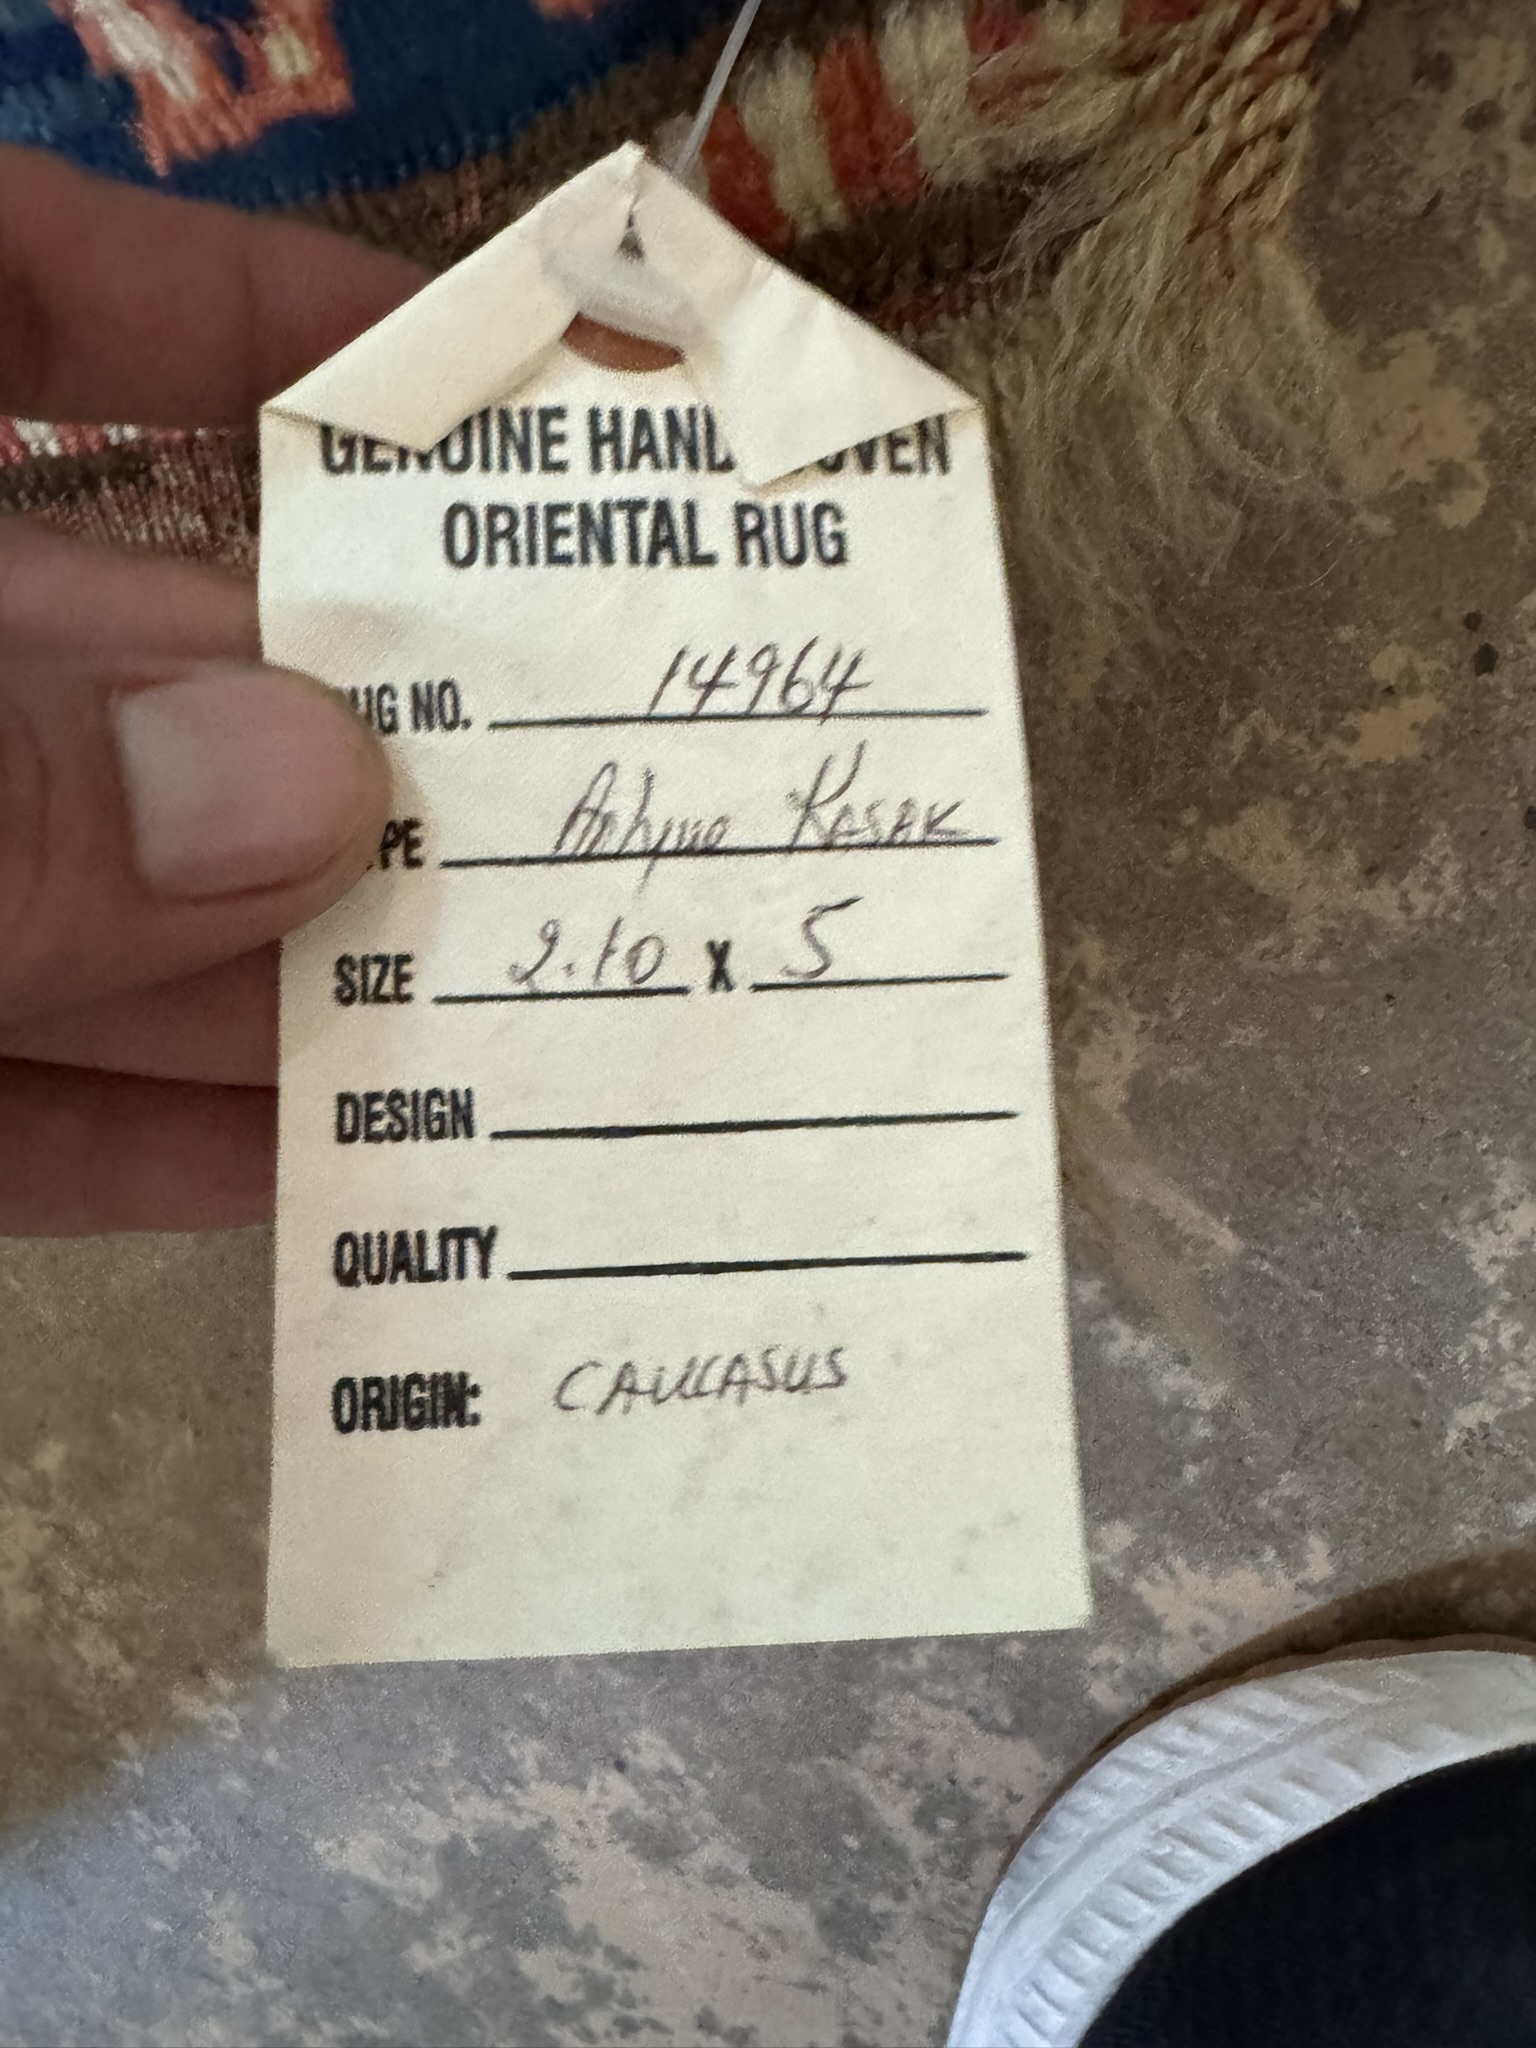 GENUINE HAND WOVEN
ORIENTAL RUG
RUG NO. 14964
TYPE Antique Kasak
SIZE 2.10 X 5
DESIGN
QUALITY
ORIGIN: CAUCASUS